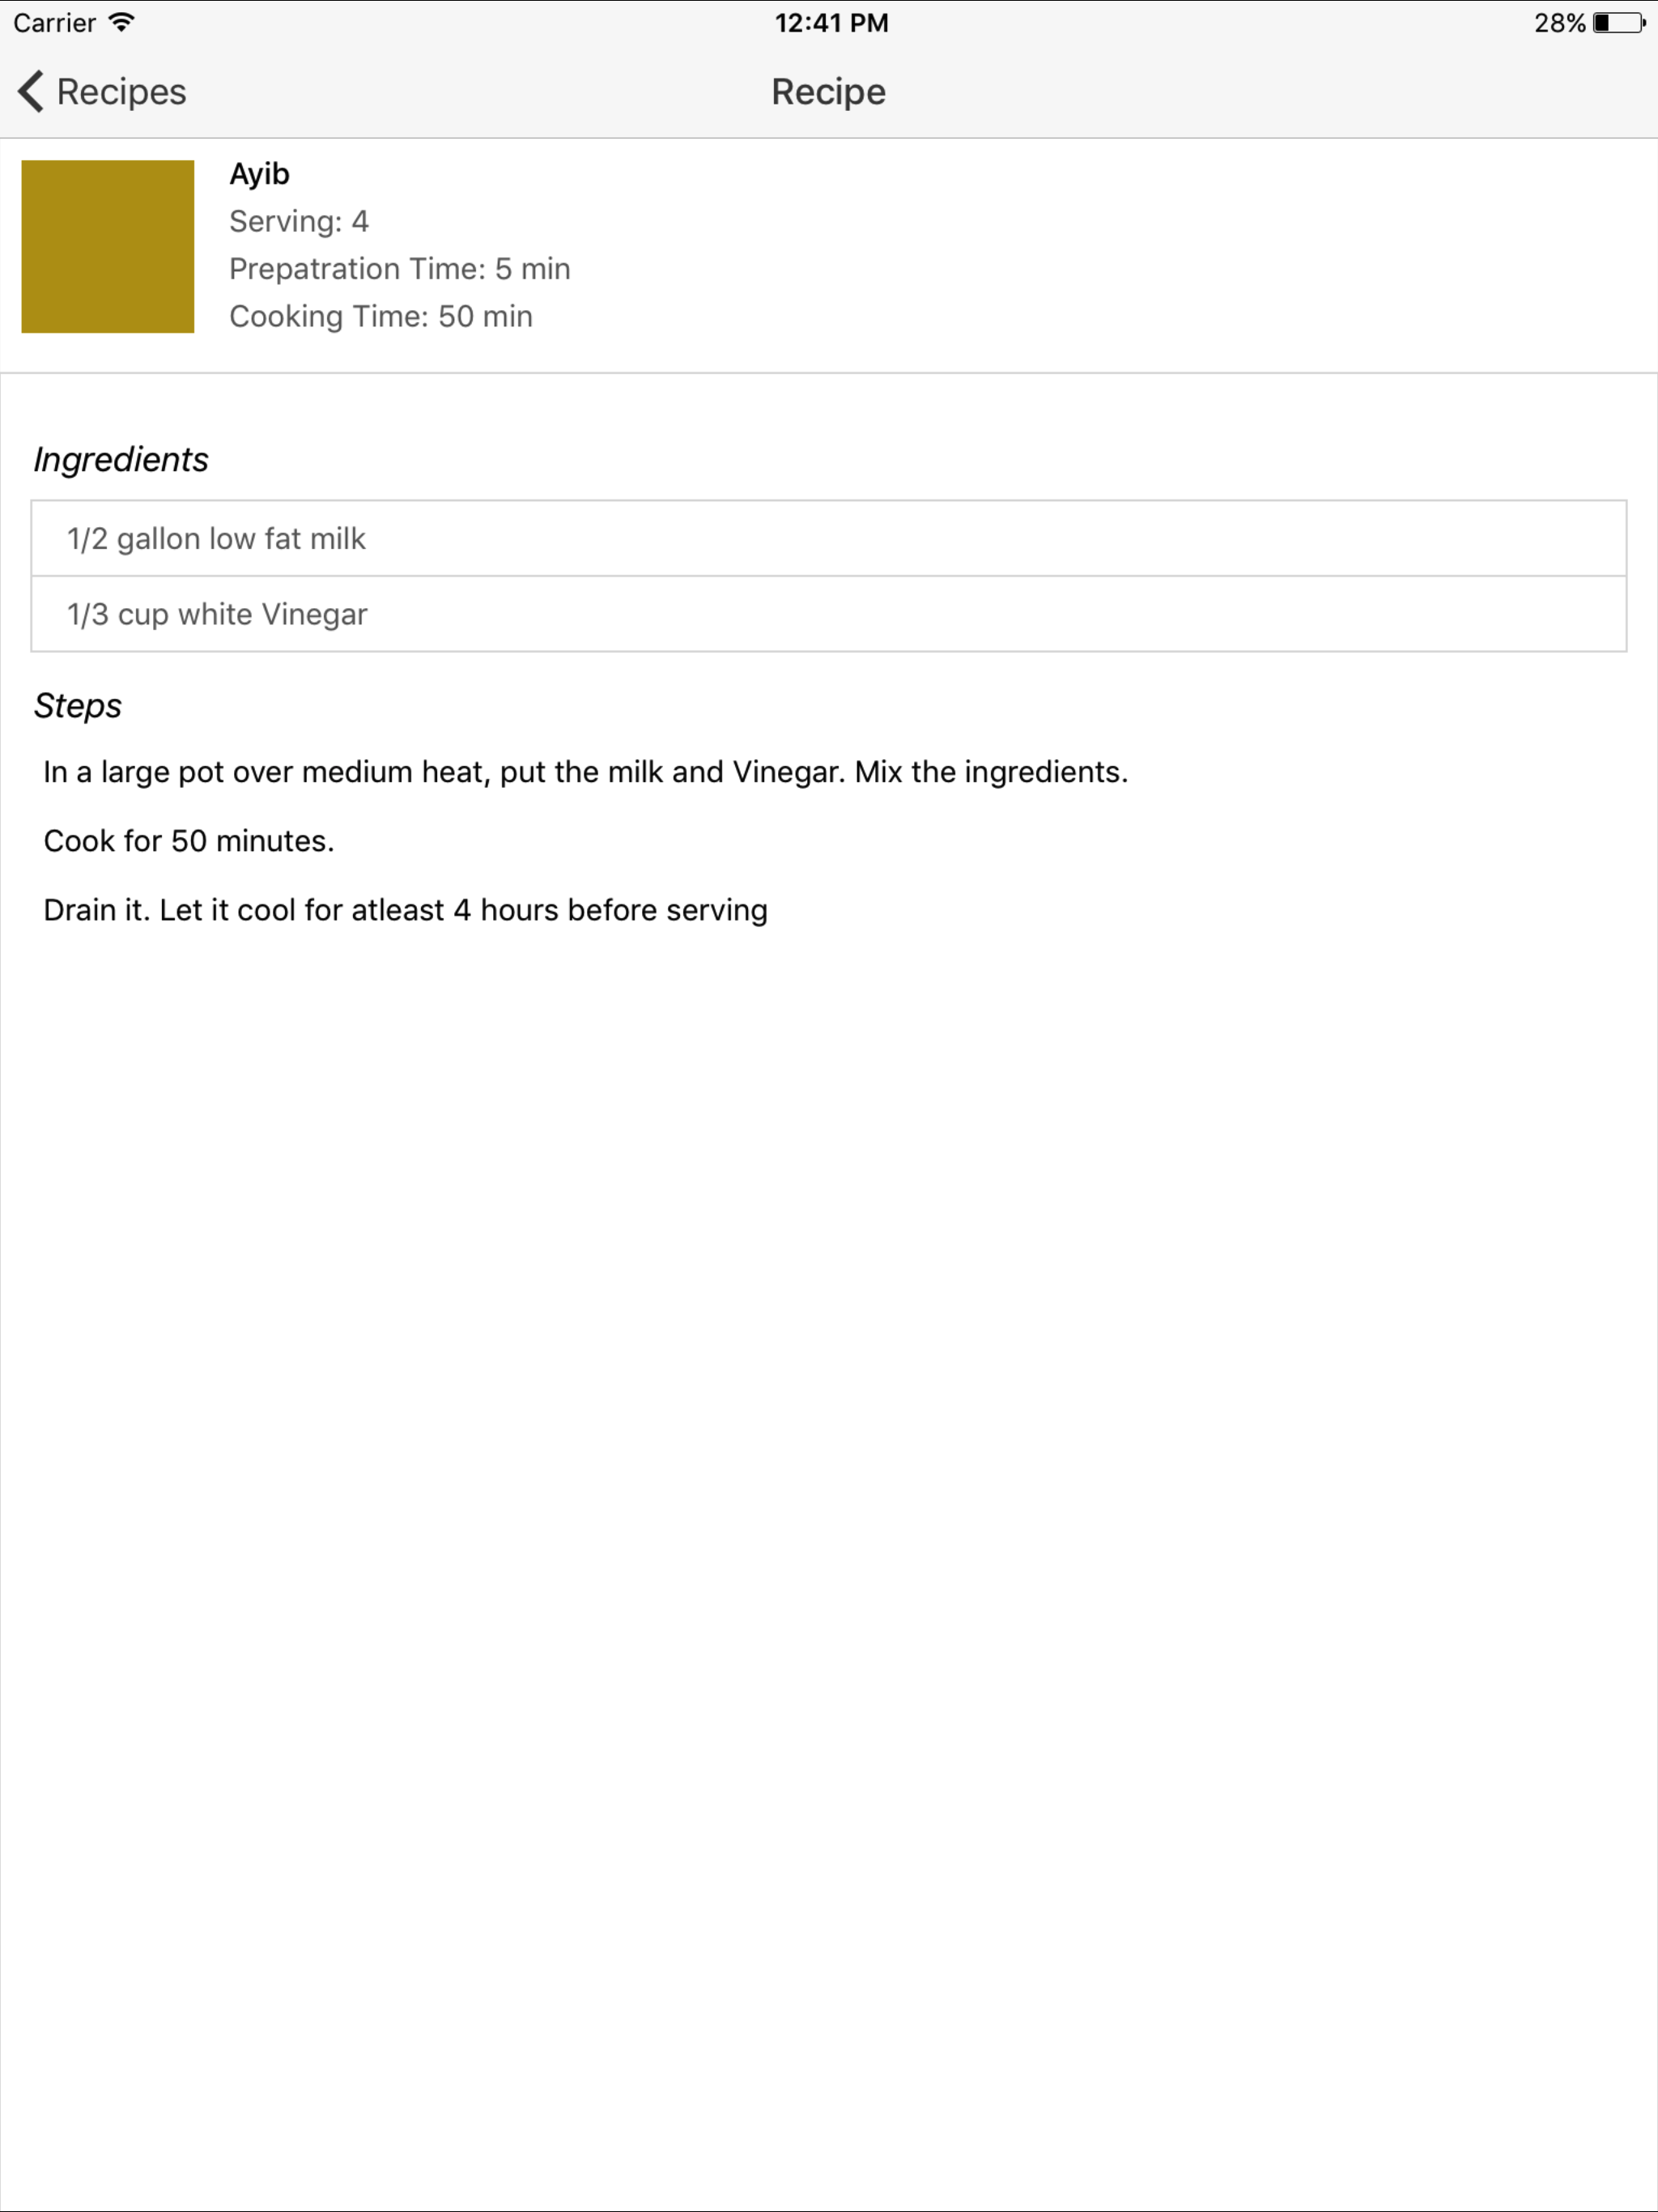 Carrier
12:41 PM
28%
Recipes
Recipe
Ayib
Serving: 4
Prepatration Time: 5 min
Cooking Time: 50 min
Ingredients
1/2 gallon low fat milk
1/3 cup white Vinegar
Steps
In a large pot over medium heat, put the milk and Vinegar. Mix the ingredients.
Cook for 50 minutes.
Drain it. Let it cool for atleast 4 hours before serving